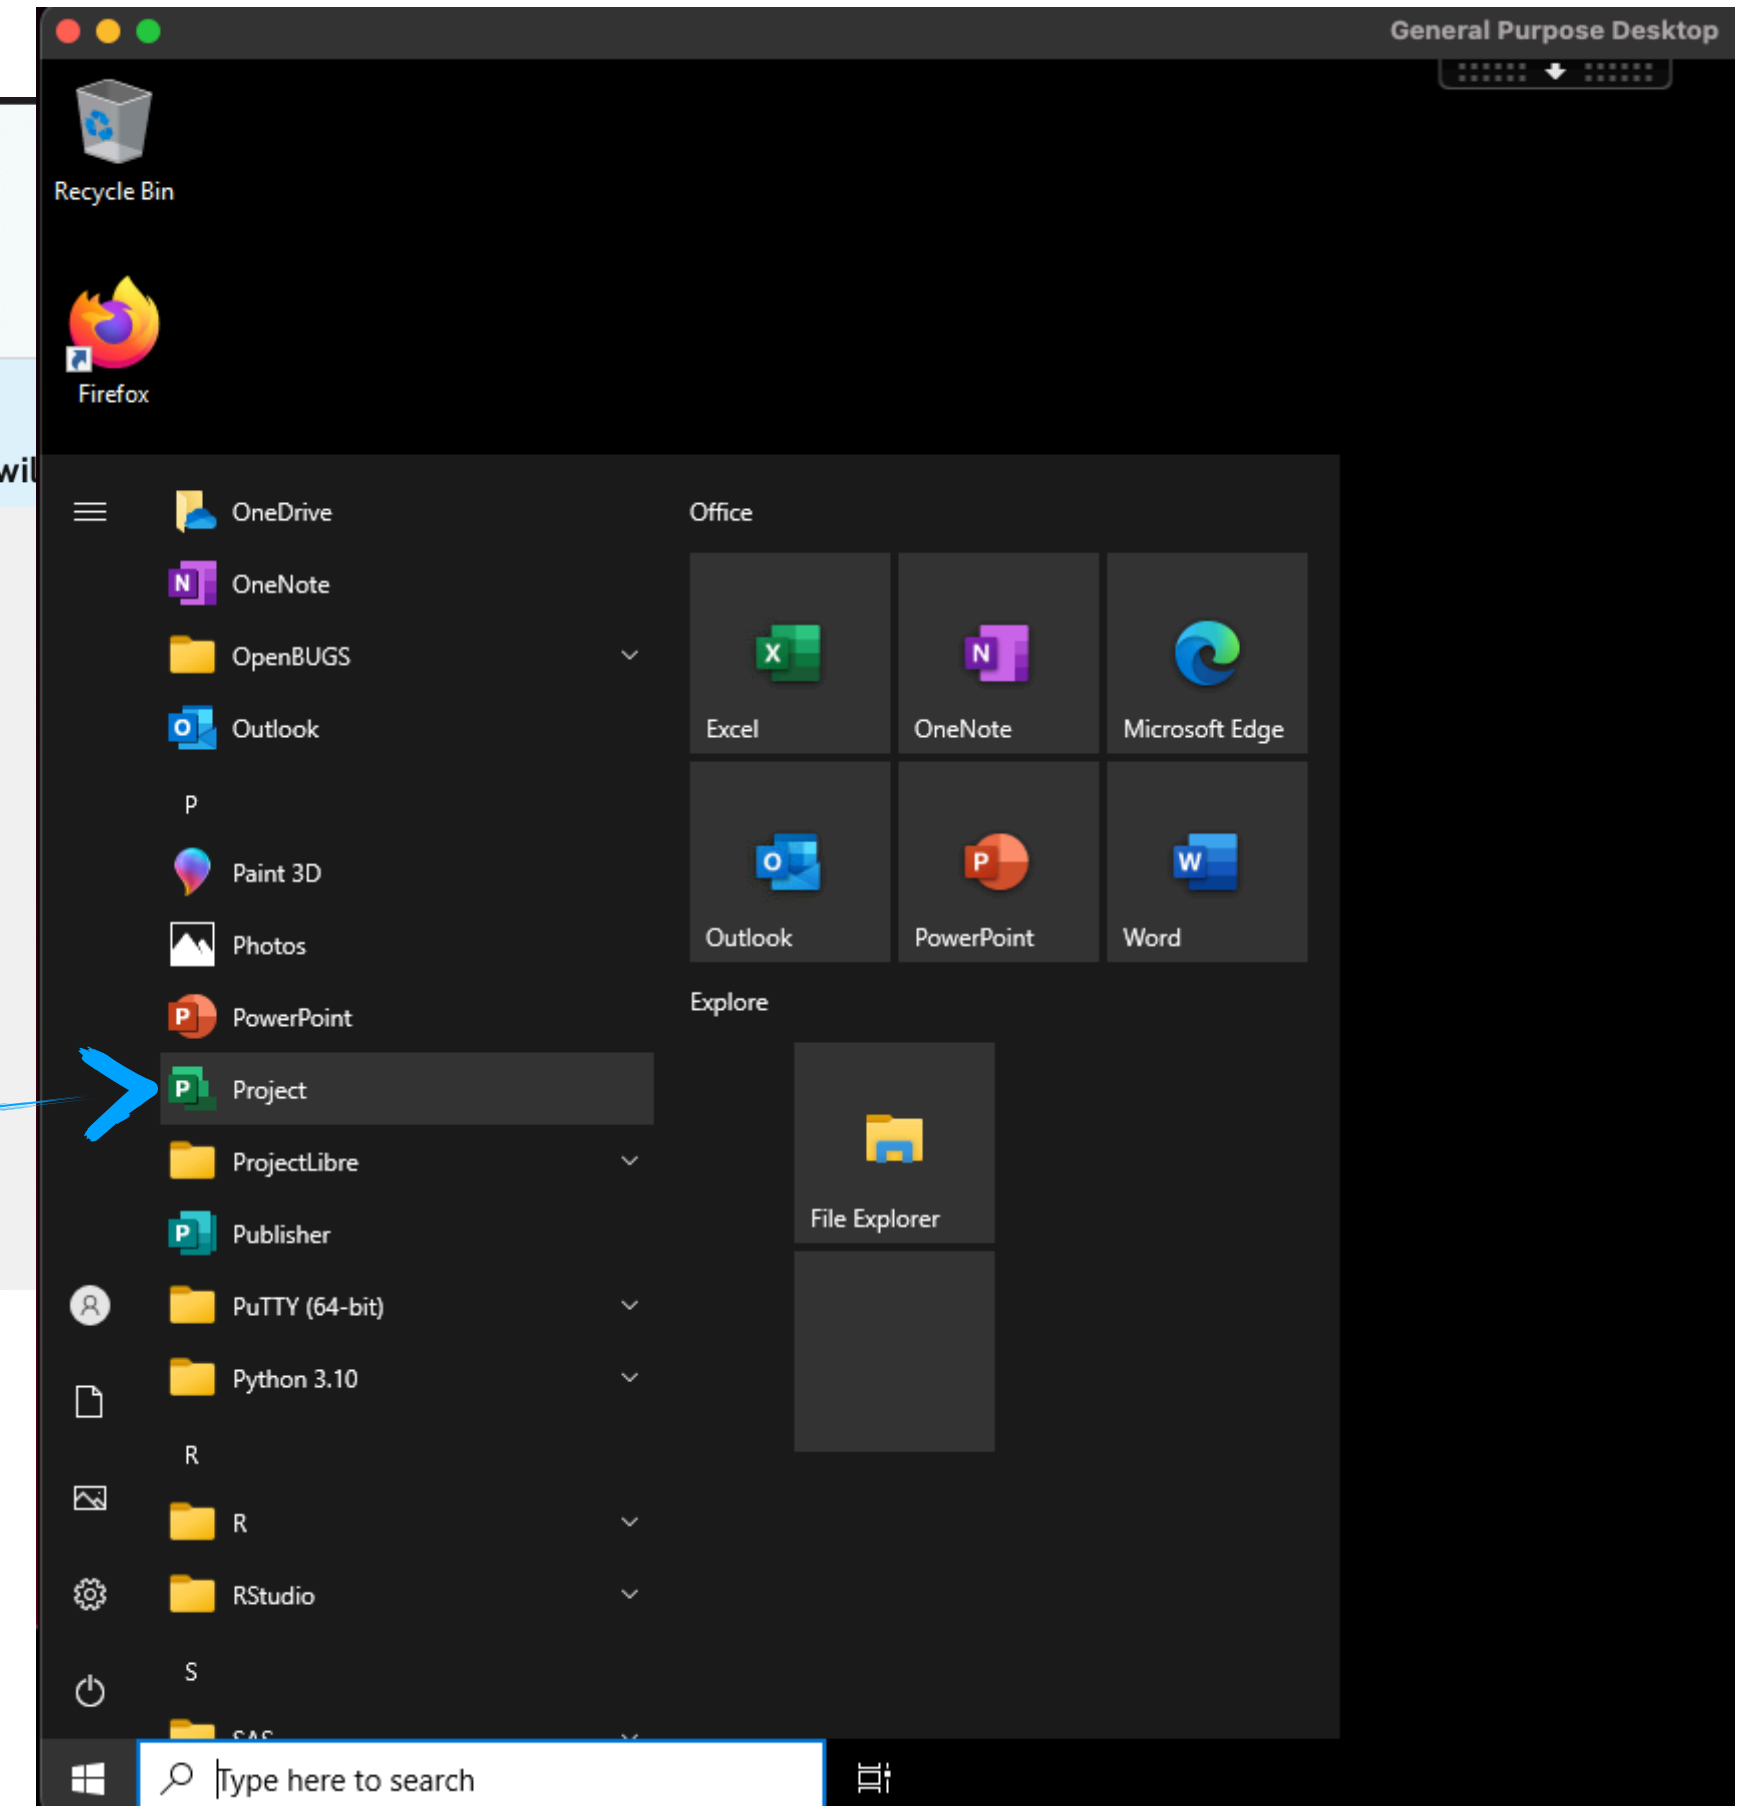 General Purpose Desktop
Recycle Bin
Firefox
wil
OneDrive
OneNote
OpenBUGS
Outlook
P
Paint 3D
Photos
PowerPoint
Project
ProjectLibre
Publisher
PuTTY (64-bit)
Python 3.10
R
R
RStudio
S
SAS
Office
Excel
OneNote
Microsoft Edge
Outlook
PowerPoint
Word
Explore
File Explorer
Type here to search